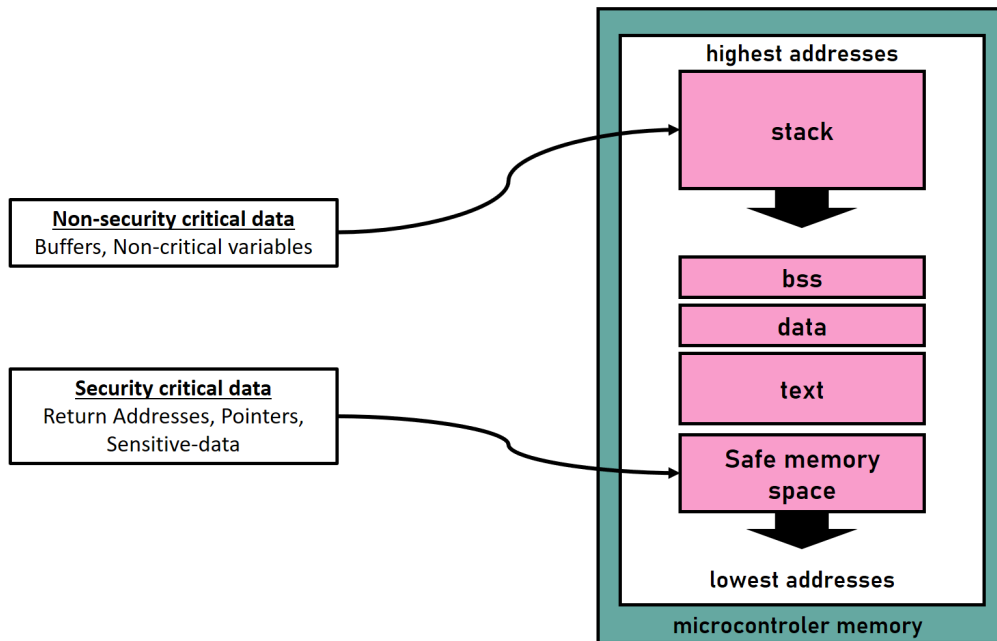 highest addresses
stack
Non-security critical data
Buffers, Non-critical variables
bss
data
text
Security critical data
Return Addresses, Pointers,
Sensitive-data
Safe memory
space
lowest addresses
microcontroler memory